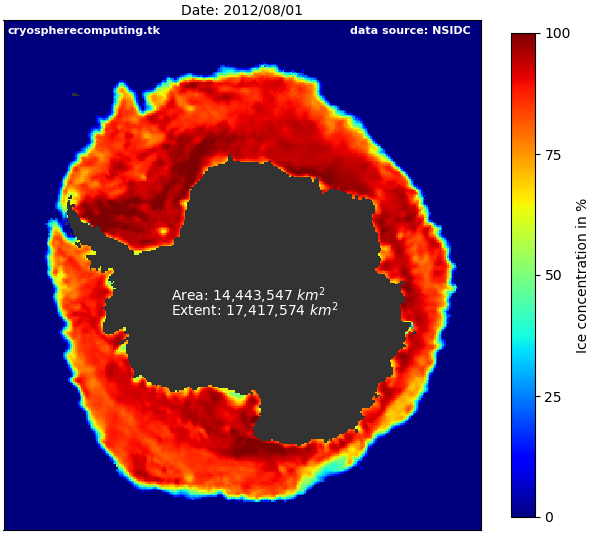 Date: 2012/08/01
cryospherecomputing.tk
data source: NSIDC
Area: 14,443,547 km²
Extent: 17,417,574 km²
100
75
50
25
0
Ice concentration in %